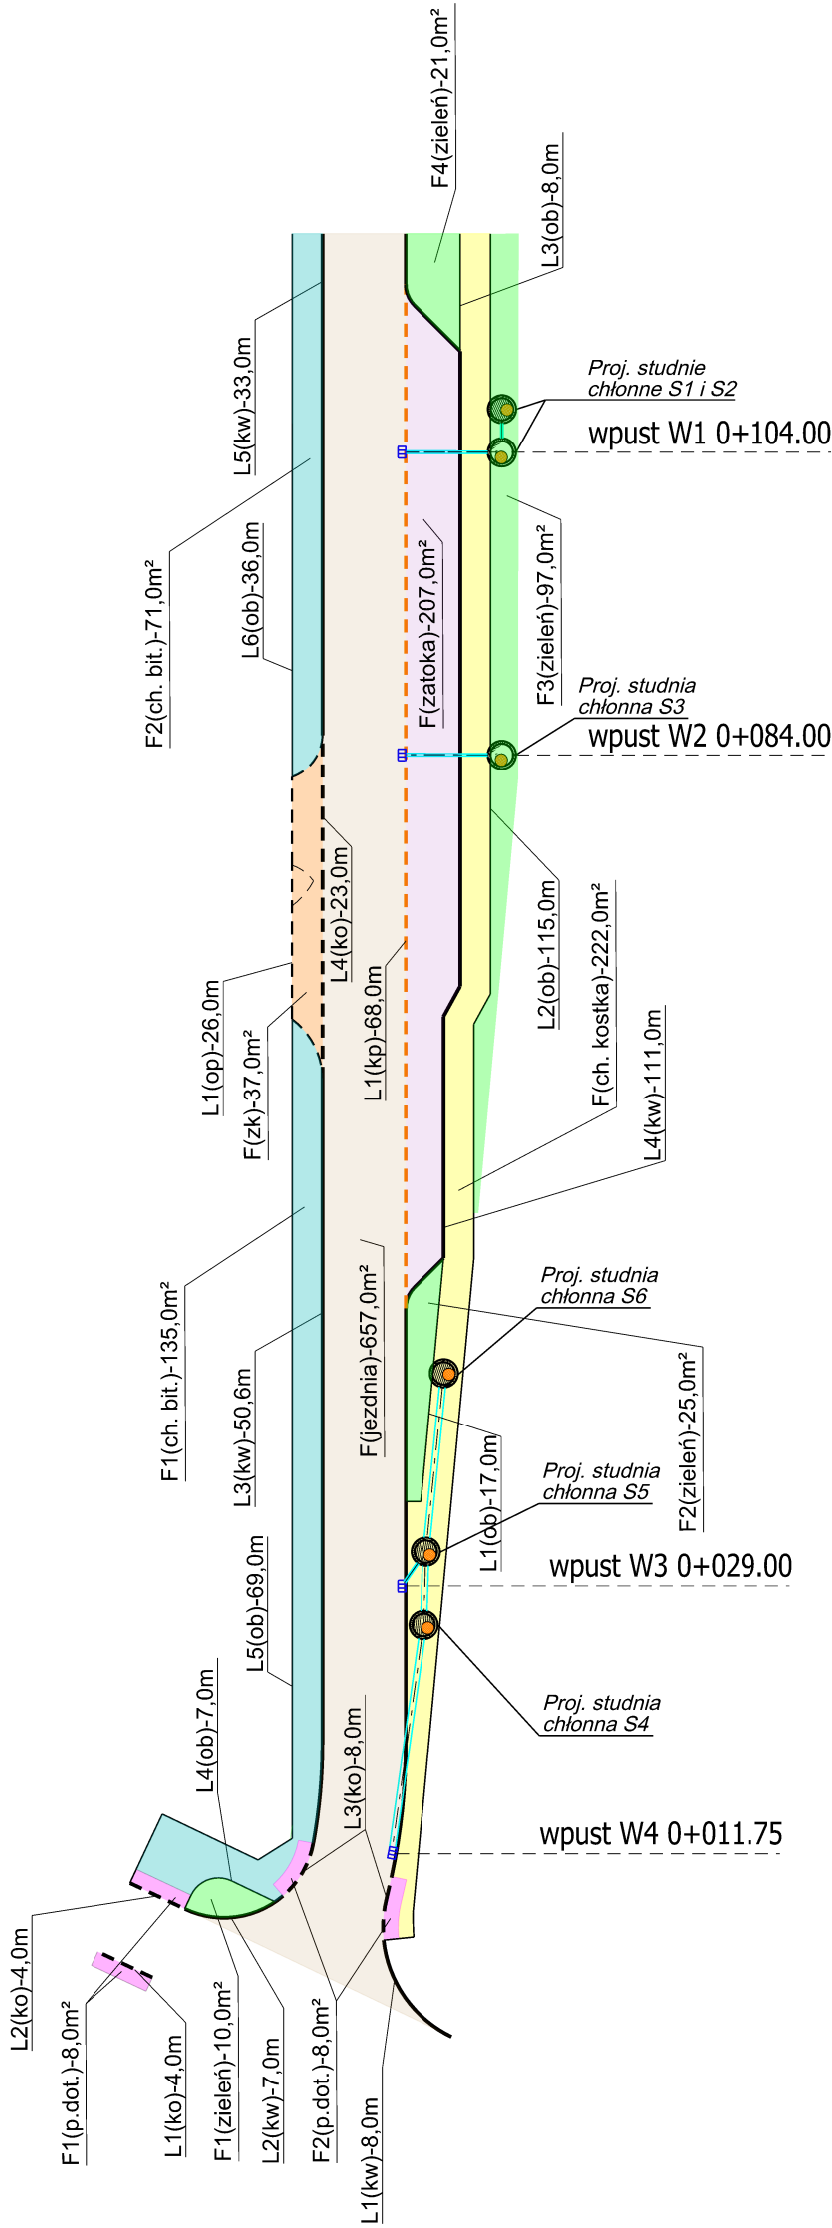 F4(zieleń)-21,0m²
L3(ob)-8,0m
L5(kw)-33,0m
Proj. studnie
chłonne S1 i S2
wpust W1 0+104.00
F2(ch. bit.)-71,0m²
L6(ob)-36,0m
F(zatoka)-207,0m²
F3(zieleń)-97,0m²
Proj. studnia
chłonna S3
wpust W2 0+084.00
L4(ko)-23,0m
L1(op)-26,0m
F(zk)-37,0m²
L1(kp)-68,0m
L2(ob)-115,0m
F(ch. kostka)-222,0m²
L4(kw)-111,0m
F1(ch. bit.)-135,0m²
L3(kw)-50,6m
F(jezdnia)-657,0m²
Proj. studnia
chłonna S6
F2(zieleń)-25,0m²
L1(ob)-17,0m
Proj. studnia
chłonna S5
wpust W3 0+029.00
L5(ob)-69,0m
L4(ob)-7,0m
L3(ko)-8,0m
Proj. studnia
chłonna S4
wpust W4 0+011.75
L2(ko)-4,0m
F1(p.dot.)-8,0m²
L1(ko)-4,0m
F1(zieleń)-10,0m²
L2(kw)-7,0m
F2(p.dot.)-8,0m²
L1(kw)-8,0m